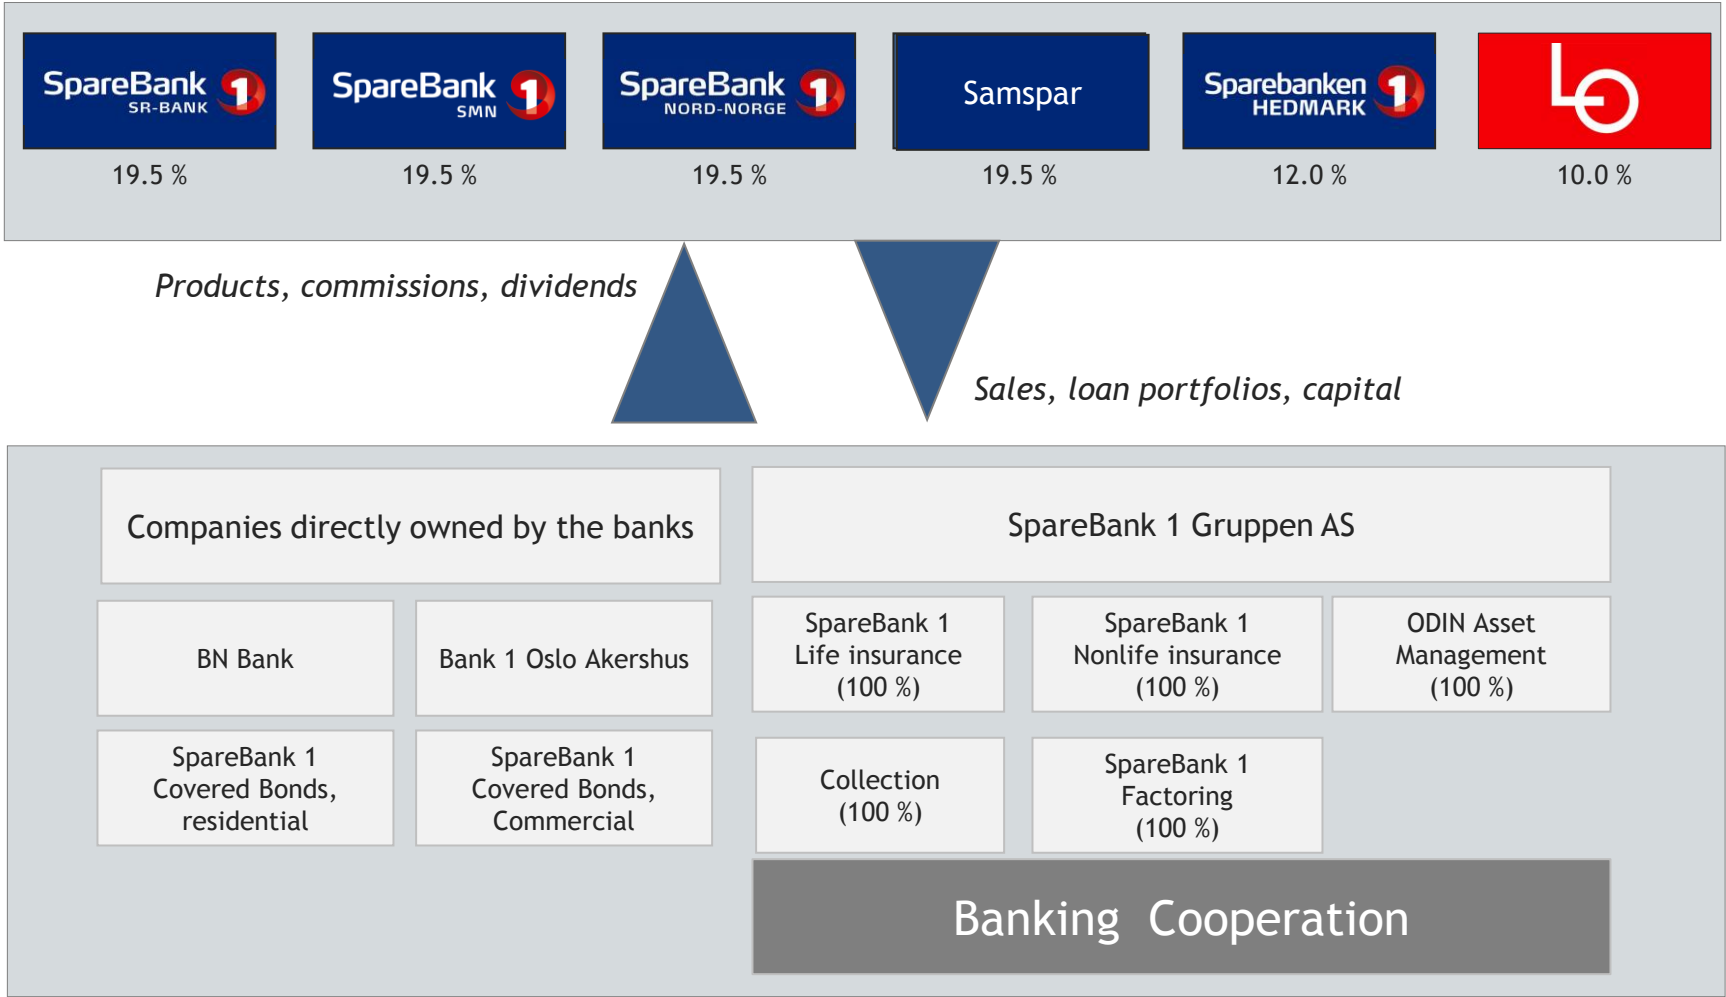 SpareBank 1
SR-BANK
SpareBank 1
SMN
SpareBank 1
NORD-NORGE
Samspar
Sparebanken 1
HEDMARK
LO
19.5 %
19.5 %
19.5 %
19.5 %
12.0 %
10.0 %
Products, commissions, dividends
Sales, loan portfolios, capital
Companies directly owned by the banks
SpareBank 1 Gruppen AS
BN Bank
Bank 1 Oslo Akershus
SpareBank 1
Life insurance
(100 %)
SpareBank 1
Nonlife insurance
(100 %)
ODIN Asset
Management
(100 %)
SpareBank 1
Covered Bonds,
residential
SpareBank 1
Covered Bonds,
Commercial
Collection
(100 %)
SpareBank 1
Factoring
(100 %)
Banking Cooperation